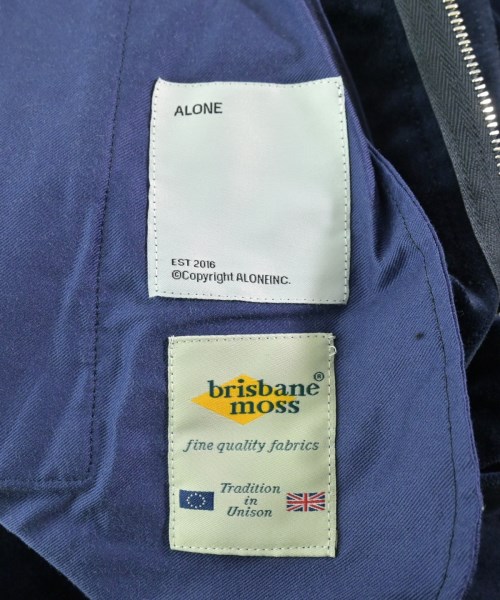 ALONE
EST 2016
©Copyright ALONEINC.
brisbane®
moss
fine quality fabrics
Tradition
in
Unison